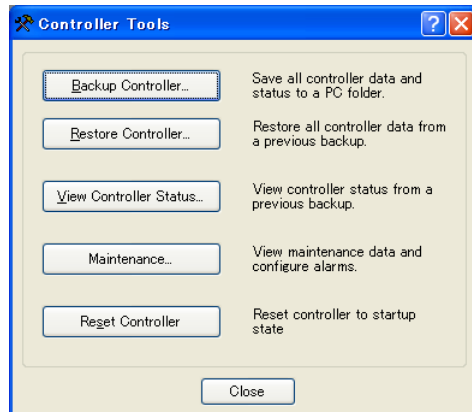 Controller Tools
Backup Controller...
Save all controller data and
status to a PC folder.
Restore Controller...
Restore all controller data from
a previous backup.
View Controller Status...
View controller status from a
previous backup.
Maintenance...
View maintenance data and
configure alarms.
Reset Controller
Reset controller to startup
state
Close